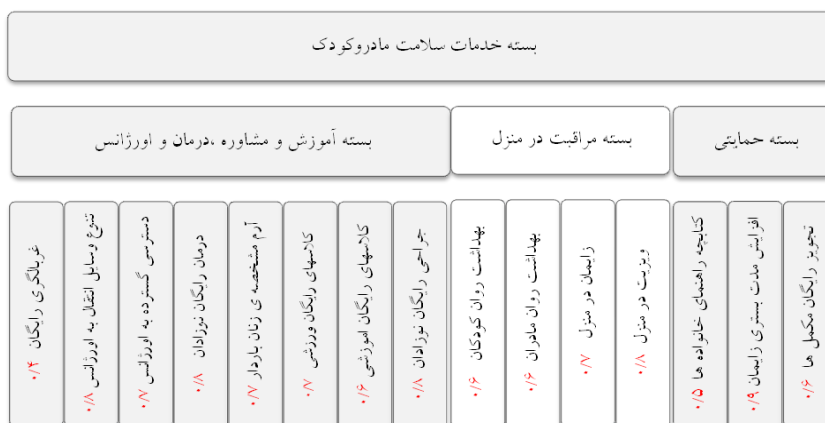 بسته خدمات سلامت مادروکودک
بسته حمایتی
بسته مراقبت در منزل
بسته آموزش و مشاوره ،درمان و اورژانس
تجویز رایگان مکمل ها ۰/۶
افزایش مدت بستری زایمان ۰/۹
کتابچه راهنمای خانواده ها ۰/۵
ویزیت در منزل ۰/۸
زایمان در منزل ۰/۷
بهداشت روان مادران ۰/۶
بهداشت روان کودکان ۰/۶
جراحی رایگان نوزادان ۰/۸
کلاسهای رایگان اموزشی ۰/۶
کلاسهای رایگان ورزشی ۰/۷
آرم مشخصه ی زنان باردار ۰/۷
درمان رایگان نوزادان ۰/۸
دسترسی گسترده به اورژانس ۰/۷
تنوع وسایل انتقال به اورژانس ۰/۸
غربالگری رایگان ۰/۴